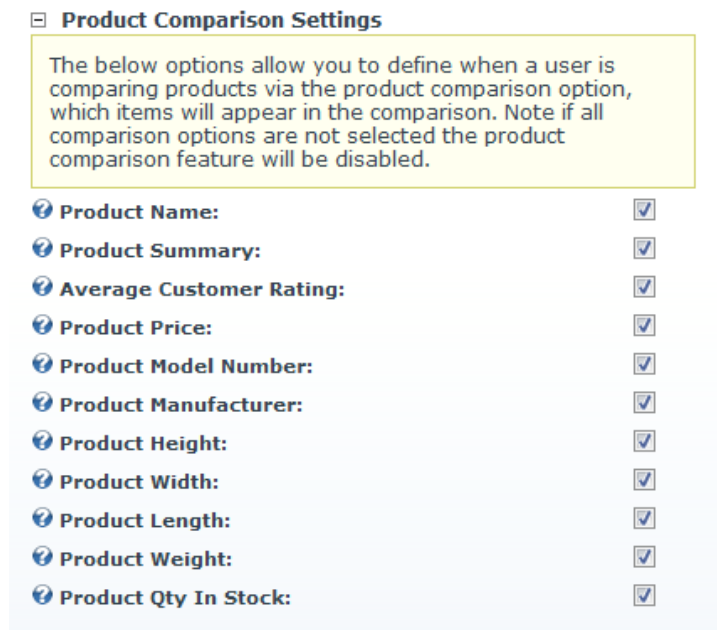 Product Comparison Settings
The below options allow you to define when a user is
comparing products via the product comparison option,
which items will appear in the comparison. Note if all
comparison options are not selected the product
comparison feature will be disabled.
Product Name:
Product Summary:
Average Customer Rating:
Product Price:
Product Model Number:
Product Manufacturer:
Product Height:
Product Width:
Product Length:
Product Weight:
Product Qty In Stock: